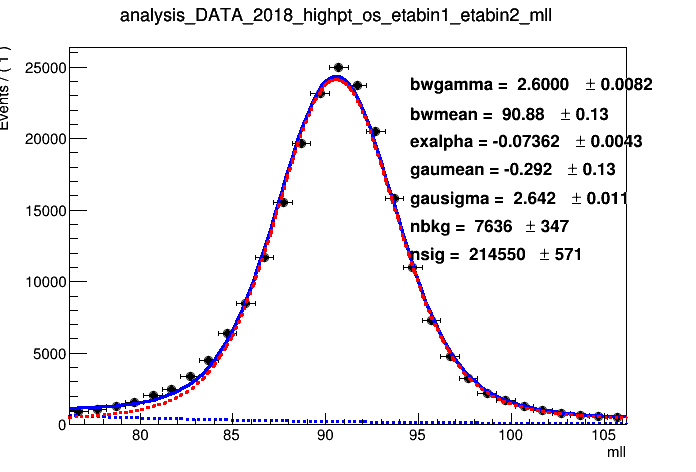 analysis_DATA_2018_highpt_os_etabin1_etabin2_mll
Events / ( 1 )
25000
20000
15000
10000
5000
0
bwgamma = 2.6000 ± 0.0082
bwmean = 90.88 ± 0.13
exalpha = -0.07362 ± 0.0043
gaumean = -0.292 ± 0.13
gausigma = 2.642 ± 0.011
nbkg = 7636 ± 347
nsig = 214550 ± 571
80 85 90 95 100 105
mll